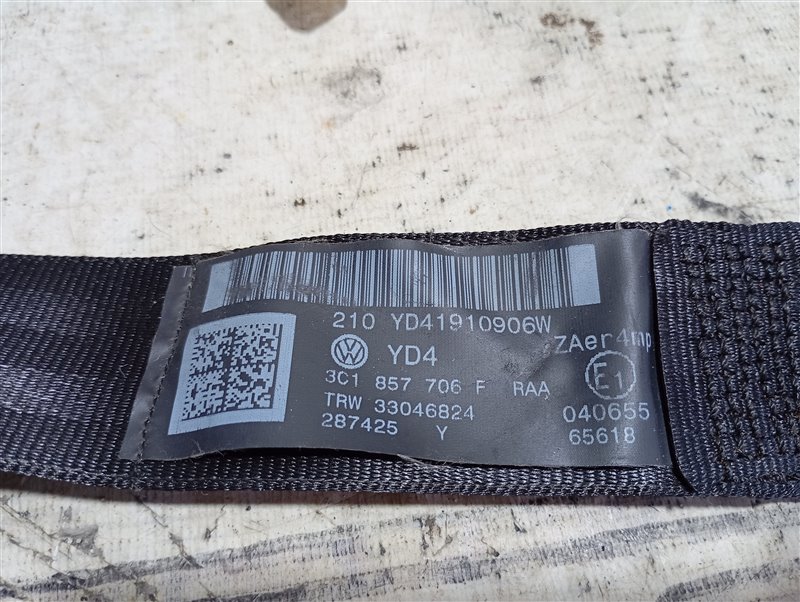 210 YD41910906W
YD4
ZAer4mp
3C1 857 706 F RAA
E1
TRW 33046824
040655
287425 Y
65618